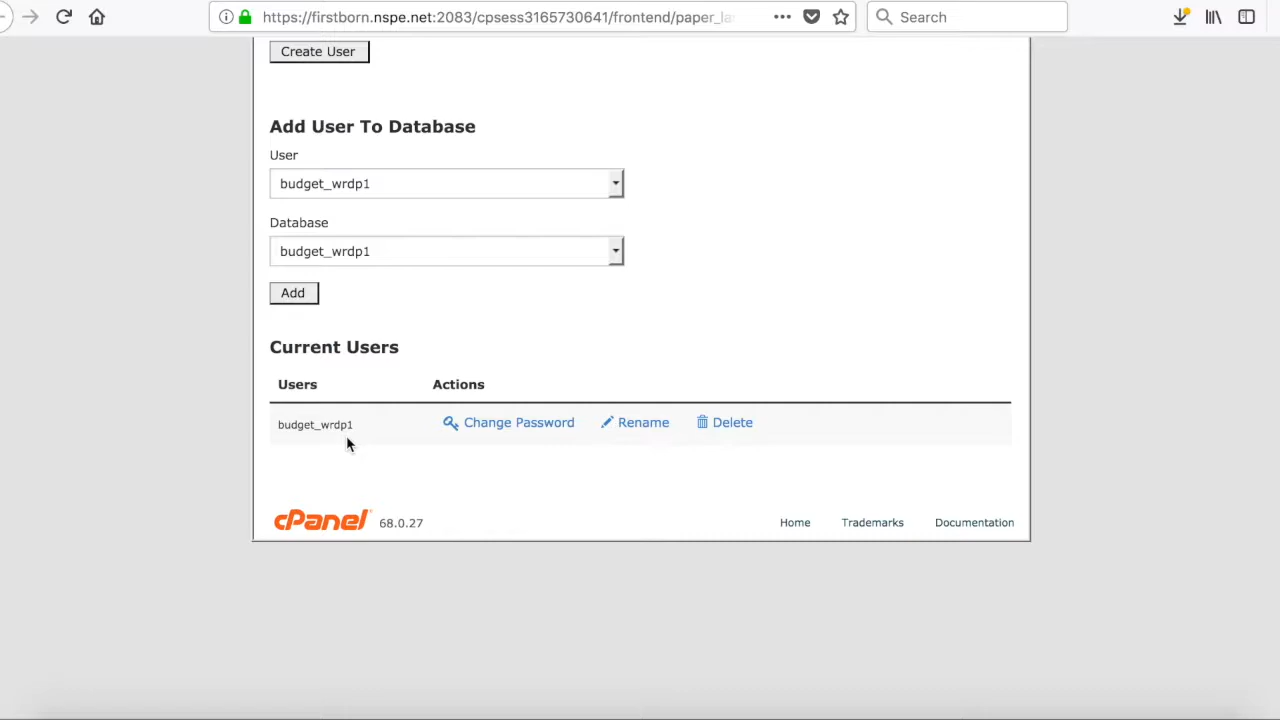 https://firstborn.nspe.net:2083/cpsess3165730641/frontend/paper_la
Search
Create User
Add User To Database
User
budget_wrdp1
Database
budget_wrdp1
Add
Current Users
Users Actions
budget_wrdp1 Change Password Rename Delete
cPanel 68.0.27 Home Trademarks Documentation